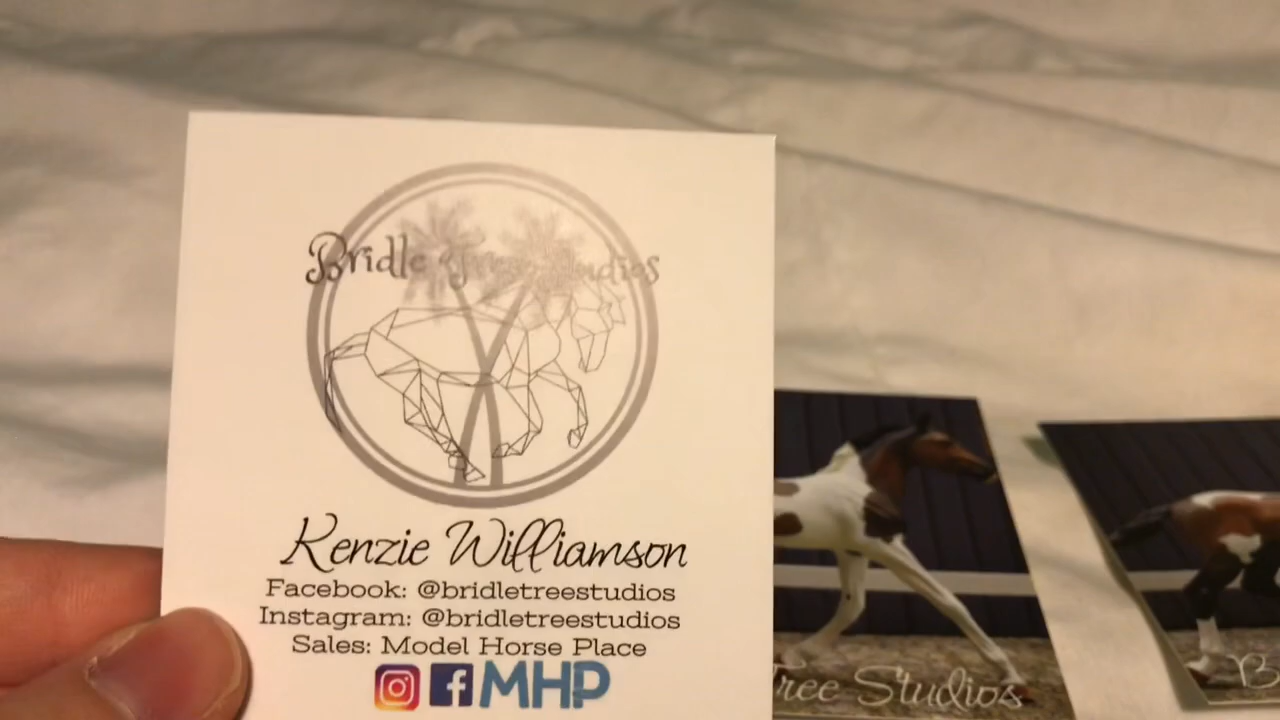 Bridle Tree Studios
Kenzie Williamson
Facebook: @bridletreestudios
Instagram: @bridletreestudios
Sales: Model Horse Place
MHP
Tree Studios
B